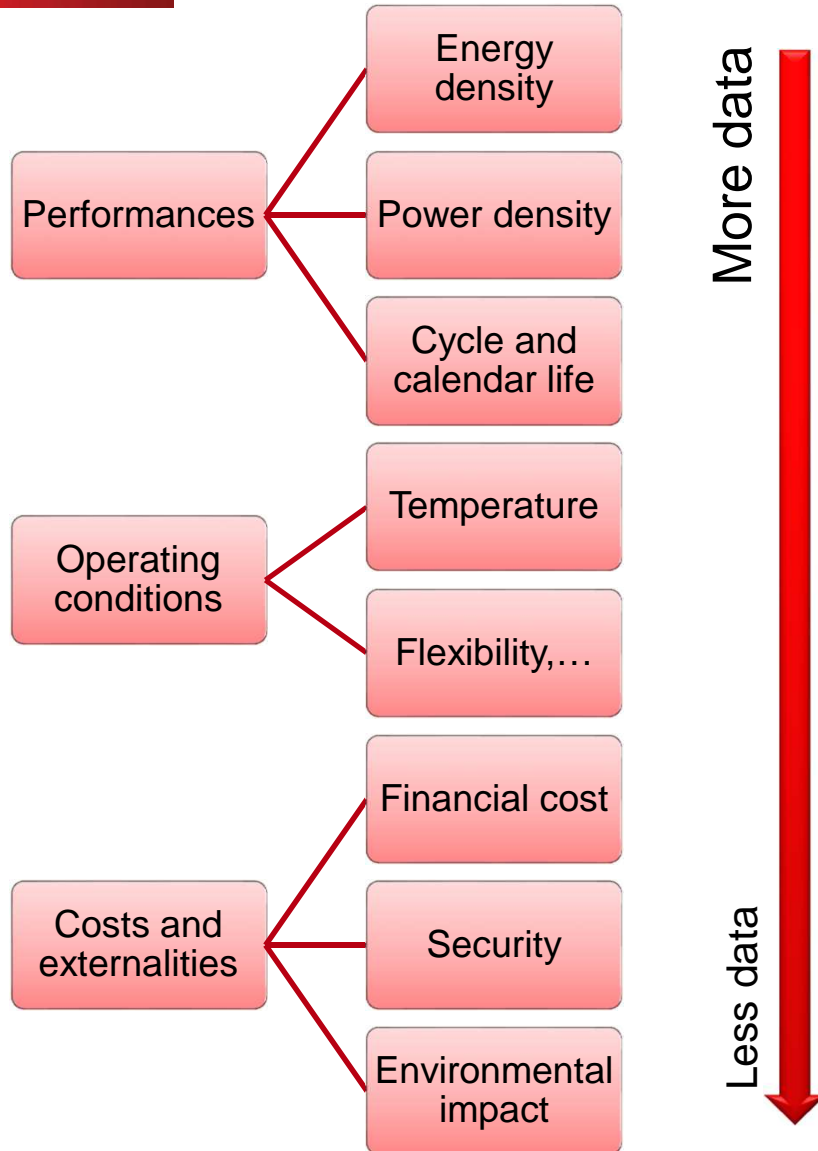 Energy
density
Performances
Power density
Cycle and
calendar life
Operating
conditions
Temperature
Flexibility,…
Costs and
externalities
Financial cost
Security
Environmental
impact
More data
Less data